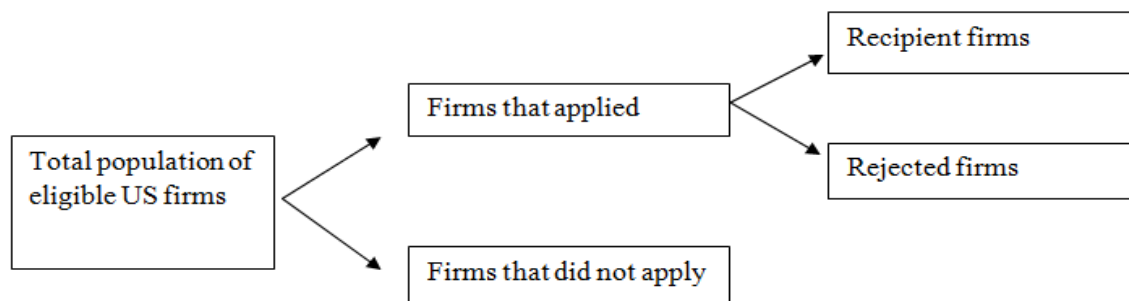 Total population of
eligible US firms
Firms that applied
Firms that did not apply
Recipient firms
Rejected firms